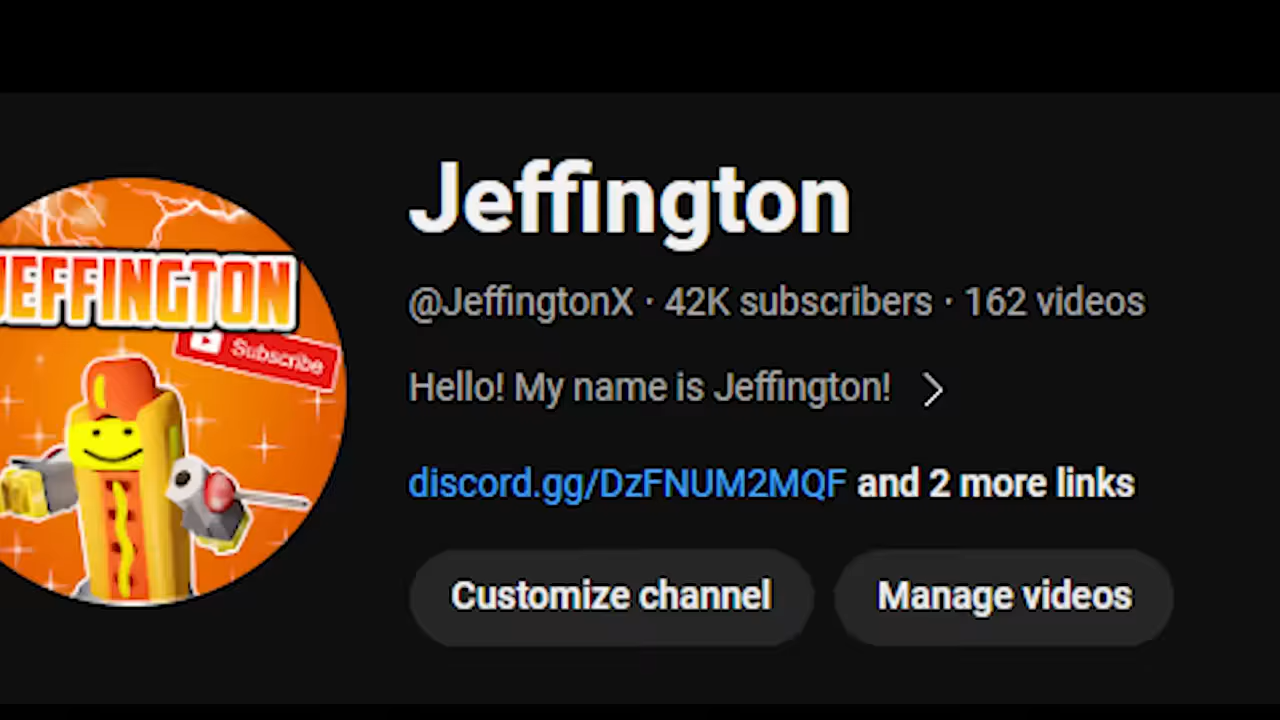 Jeffington
@JeffingtonX · 42K subscribers · 162 videos
JEFFINGTON
Subscribe
Hello! My name is Jeffington!
discord.gg/DzFNUM2MQF and 2 more links
Customize channel
Manage videos